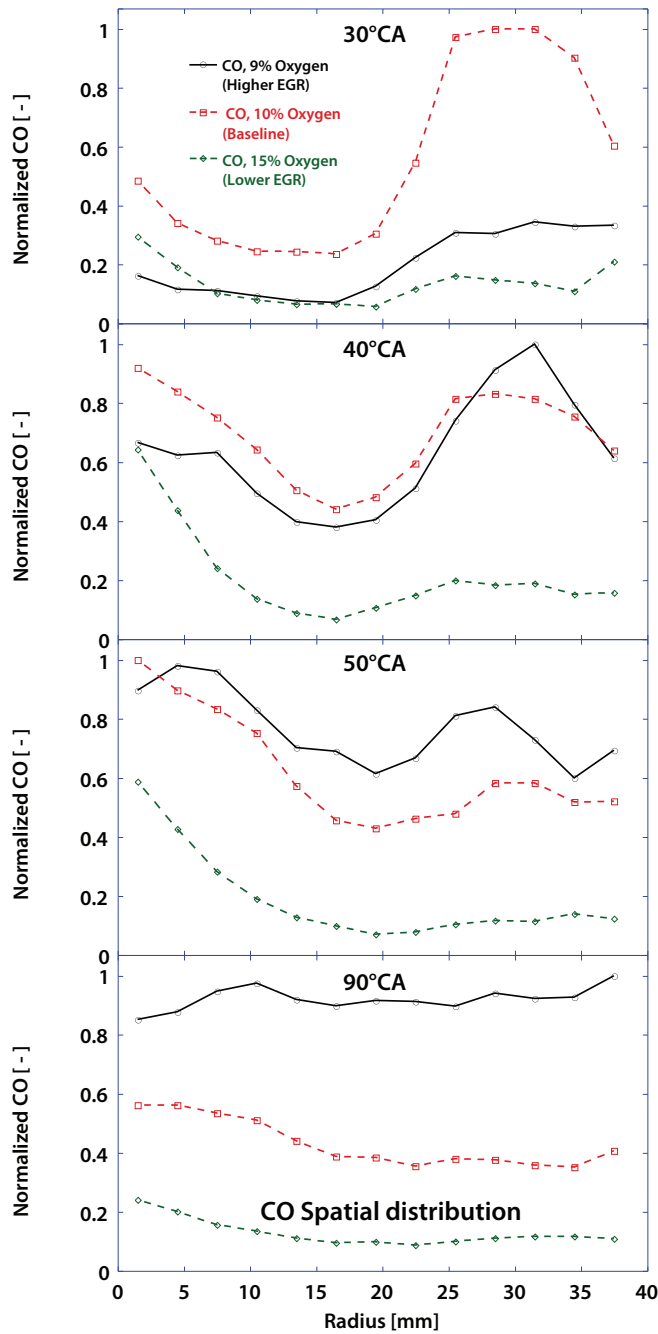 30°CA
CO, 9% Oxygen
(Higher EGR)
CO, 10% Oxygen
(Baseline)
CO, 15% Oxygen
(Lower EGR)
Normalized CO [ - ]
1
0.8
0.6
0.4
0.2
0
40°CA
Normalized CO [ - ]
1
0.8
0.6
0.4
0.2
0
50°CA
Normalized CO [ - ]
1
0.8
0.6
0.4
0.2
0
90°CA
Normalized CO [ - ]
1
0.8
0.6
0.4
0.2
0
CO Spatial distribution
0 5 10 15 20 25 30 35 40
Radius [mm]